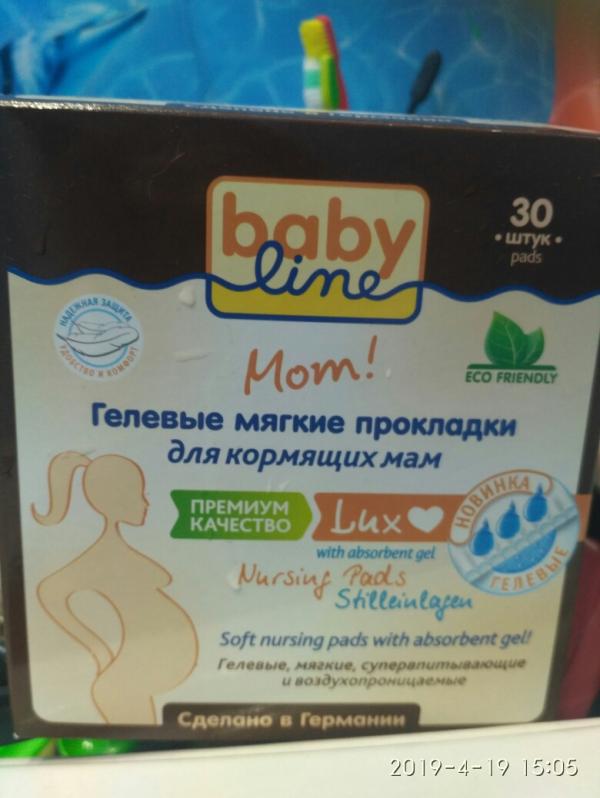 baby
line
30
• ШТУК •
pads
НАДЕЖНАЯ ЗАЩИТА
УДОБСТВО И КОМФОРТ
Mom!
ECO FRIENDLY
Гелевые мягкие прокладки
для кормящих мам
ПРЕМИУМ
КАЧЕСТВО
Lux
НОВИНКА
ГЕЛЕВЫЕ
with absorbent gel
Nursing Pads
Stilleinlagen
Soft nursing pads with absorbent gel!
Гелевые, мягкие, супервпитывающие
и воздухопроницаемые
Сделано в Германии
2019-4-19 15:05